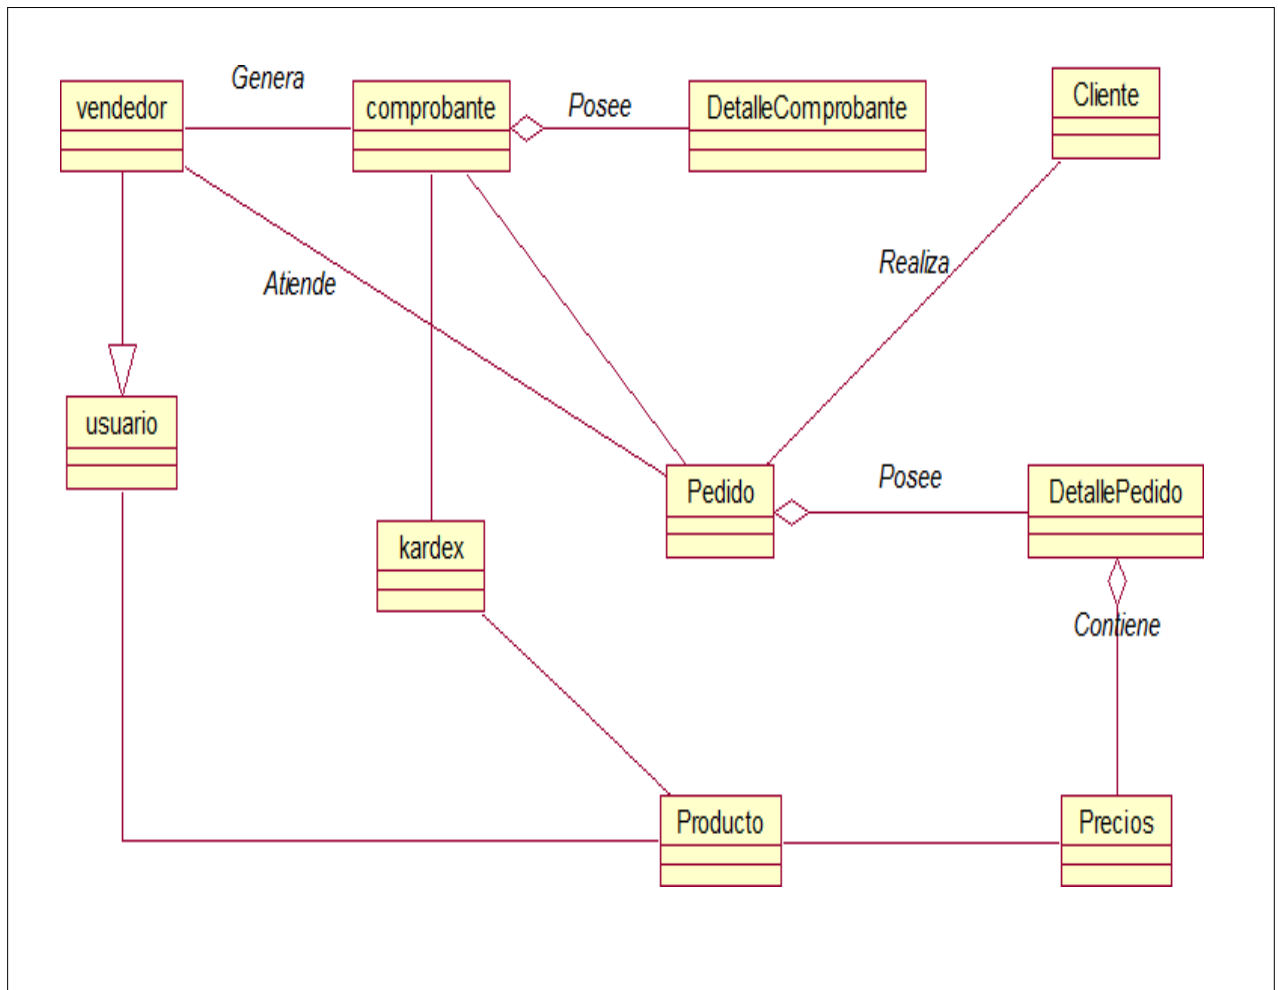 Genera
vendedor
comprobante
Posee
DetalleComprobante
Cliente
Atiende
Realiza
usuario
kardex
Pedido
Posee
DetallePedido
Contiene
Producto
Precios